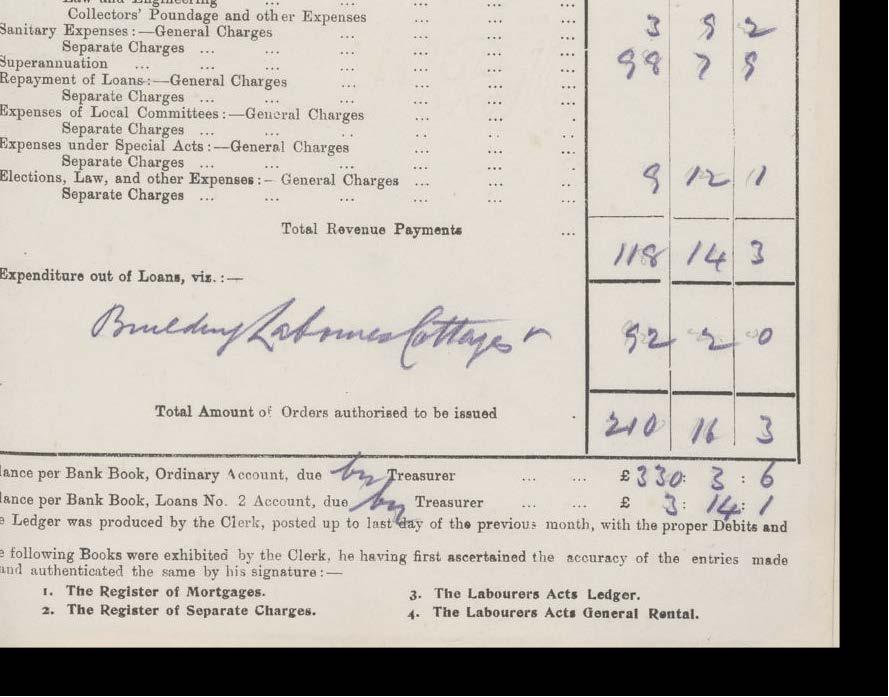 Law and Engineering ... ... ... ... ...
Collectors' Poundage and other Expenses ... ... ...
Sanitary Expenses:—General Charges ... ... ... ... 3 9 2
Separate Charges ... ... ... ... ... ...
Superannuation ... ... ... ... ... ... ... 98 7 9
Repayment of Loans:—General Charges ... ... ... ...
Separate Charges ... ... ... ... ... ...
Expenses of Local Committees:—General Charges ... ... .
Separate Charges ... ... .. .. .. .
Expenses under Special Acts:—General Charges ... ... ...
Separate Charges ... ... ... ... ... .
Elections, Law, and other Expenses:— General Charges ... ... .. 9 12 1
Separate Charges ... ... ... ... ... ...
Total Revenue Payments ... 118 14 3
Expenditure out of Loans, viz.:—
Building Labourers Cottages 92 2 0
Total Amount of Orders authorised to be issued . 210 16 3
lance per Bank Book, Ordinary Account, due by Treasurer ... ... £330: 3 : 6
lance per Bank Book, Loans No. 2 Account, due by Treasurer ... ... £ 3: 14: 1
e Ledger was produced by the Clerk, posted up to last day of the previous month, with the proper Debits and
e following Books were exhibited by the Clerk, he having first ascertained the accuracy of the entries made
and authenticated the same by his signature:—
1. The Register of Mortgages. 3. The Labourers Acts Ledger.
2. The Register of Separate Charges. 4. The Labourers Acts General Rental.